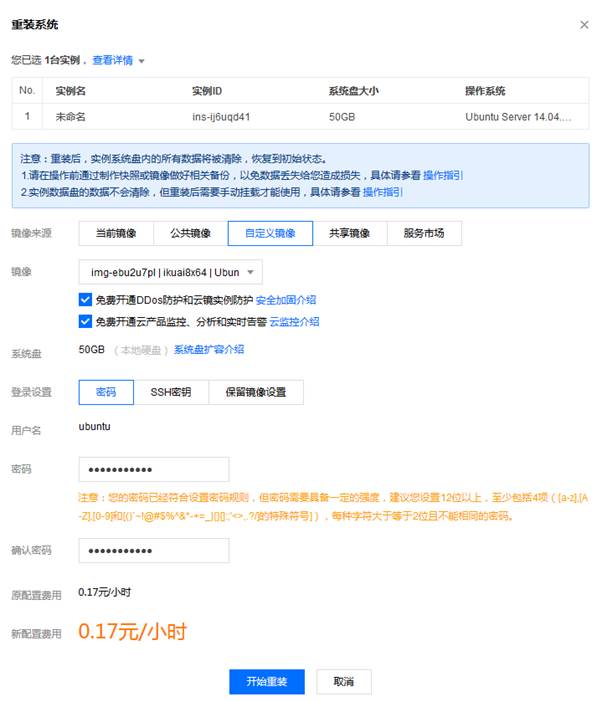 重装系统
您已选 1台实例，查看详情
No. 实例名 实例ID 系统盘大小 操作系统
1 未命名 ins-ij6uqd41 50GB Ubuntu Server 14.04....
注意：重装后，实例系统盘内的所有数据将被清除，恢复到初始状态。
1.请在操作前通过制作快照或镜像做好相关备份，以免数据丢失给您造成损失，具体请参看 操作指引
2.实例数据盘的数据不会清除，但重装后需要手动挂载才能使用，具体请参看 操作指引
镜像来源 当前镜像 公共镜像 自定义镜像 共享镜像 服务市场
镜像 img-ebu2u7pl | ikuai8x64 | Ubun
免费开通DDos防护和云镜实例防护 安全加固介绍
免费开通云产品监控、分析和实时告警 云监控介绍
系统盘 50GB （本地硬盘） 系统盘扩容介绍
登录设置 密码 SSH密钥 保留镜像设置
用户名 ubuntu
密码 ●●●●●●●●●●●
注意：您的密码已经符合设置密码规则，但密码需要具备一定的强度，建议您设置12位以上，至少包括4项（[a-z],[A
-Z],[0-9]和[()`~!@#$%^&*-+=_|{}[]:;'<>,.?/]的特殊符号]），每种字符大于等于2位且不能相同的密码。
确认密码 ●●●●●●●●●●●
原配置费用 0.17元/小时
新配置费用 0.17元/小时
开始重装 取消